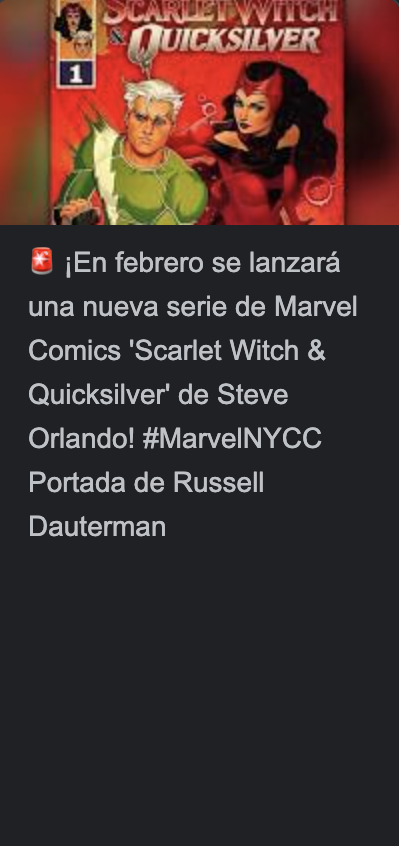 SCARLET WITCH
& QUICKSILVER
1
🚨 ¡En febrero se lanzará
una nueva serie de Marvel
Comics 'Scarlet Witch &
Quicksilver' de Steve
Orlando! #MarvelNYCC
Portada de Russell
Dauterman